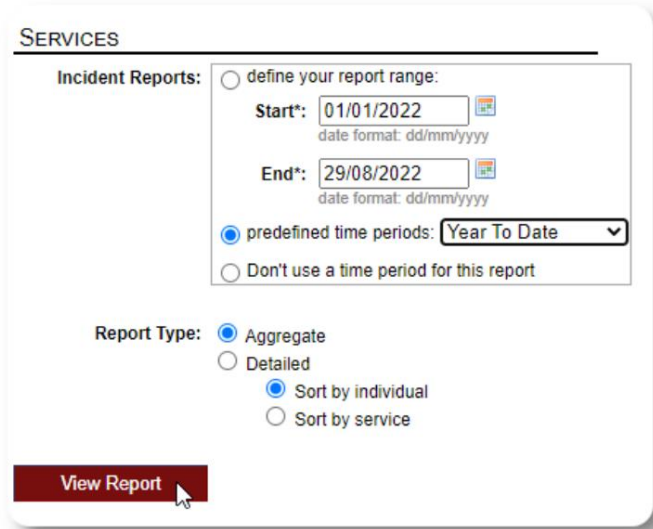 SERVICES
Incident Reports: define your report range:
Start*: 01/01/2022
date format: dd/mm/yyyy
End*: 29/08/2022
date format: dd/mm/yyyy
predefined time periods: Year To Date
Don't use a time period for this report
Report Type: Aggregate
Detailed
Sort by individual
Sort by service
View Report